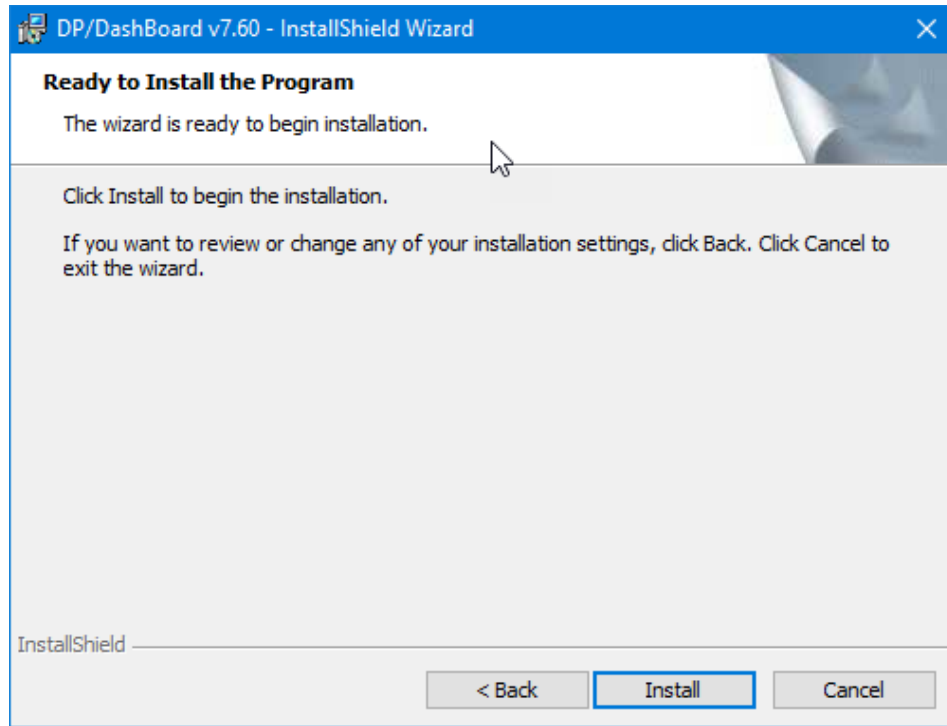 DP/DashBoard v7.60 - InstallShield Wizard
Ready to Install the Program
The wizard is ready to begin installation.
Click Install to begin the installation.
If you want to review or change any of your installation settings, click Back. Click Cancel to
exit the wizard.
InstallShield
< Back
Install
Cancel